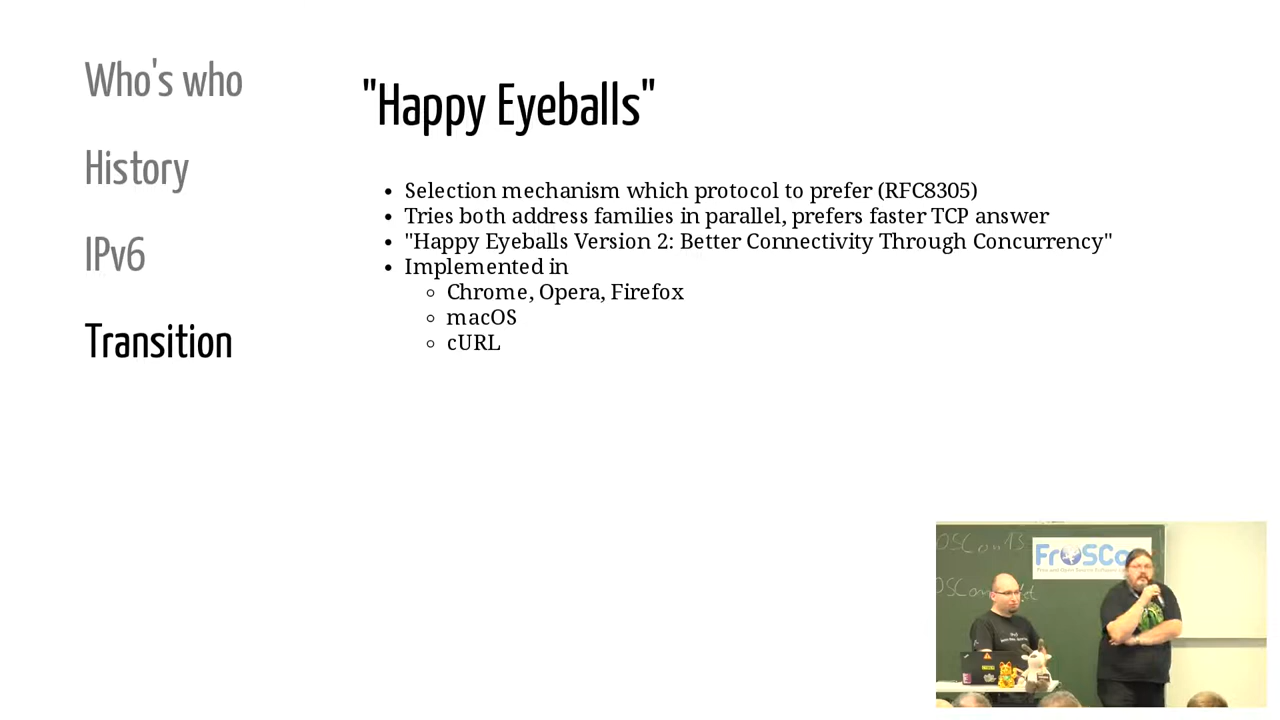 Who's who
History
IPv6
Transition
"Happy Eyeballs"
• Selection mechanism which protocol to prefer (RFC8305)
• Tries both address families in parallel, prefers faster TCP answer
• "Happy Eyeballs Version 2: Better Connectivity Through Concurrency"
• Implemented in
◦ Chrome, Opera, Firefox
◦ macOS
◦ cURL
FrOSCo